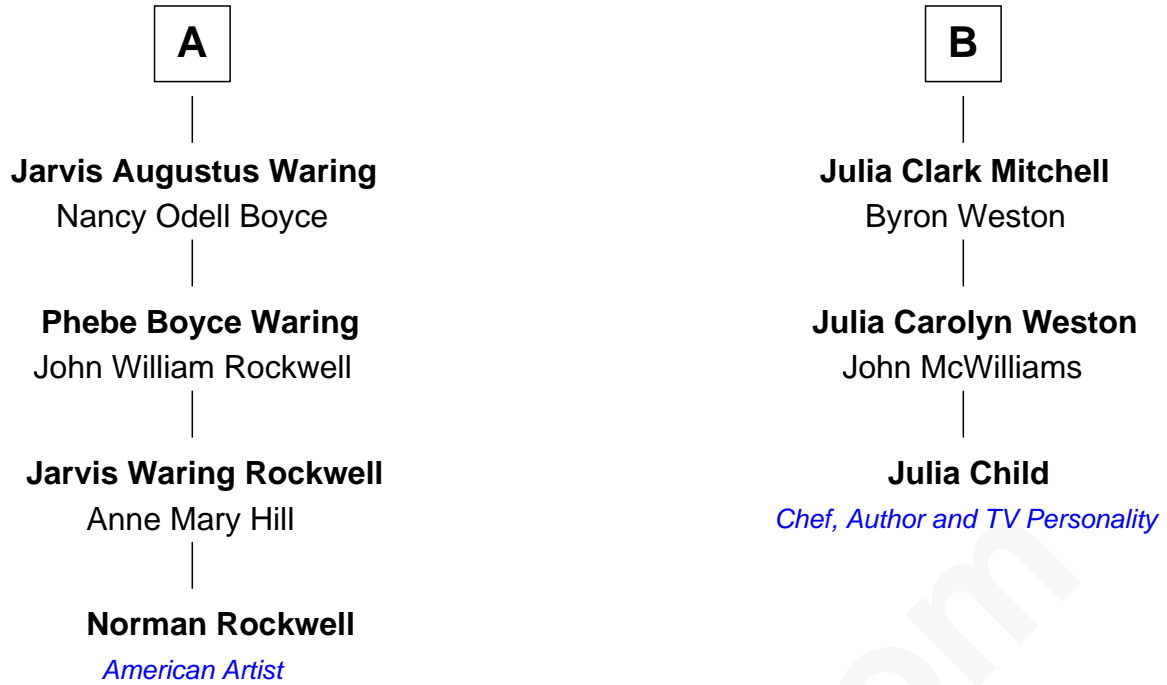 A
Jarvis Augustus Waring
Nancy Odell Boyce
Phebe Boyce Waring
John William Rockwell
Jarvis Waring Rockwell
Anne Mary Hill
Norman Rockwell
American Artist
B
Julia Clark Mitchell
Byron Weston
Julia Carolyn Weston
John McWilliams
Julia Child
Chef, Author and TV Personality
om